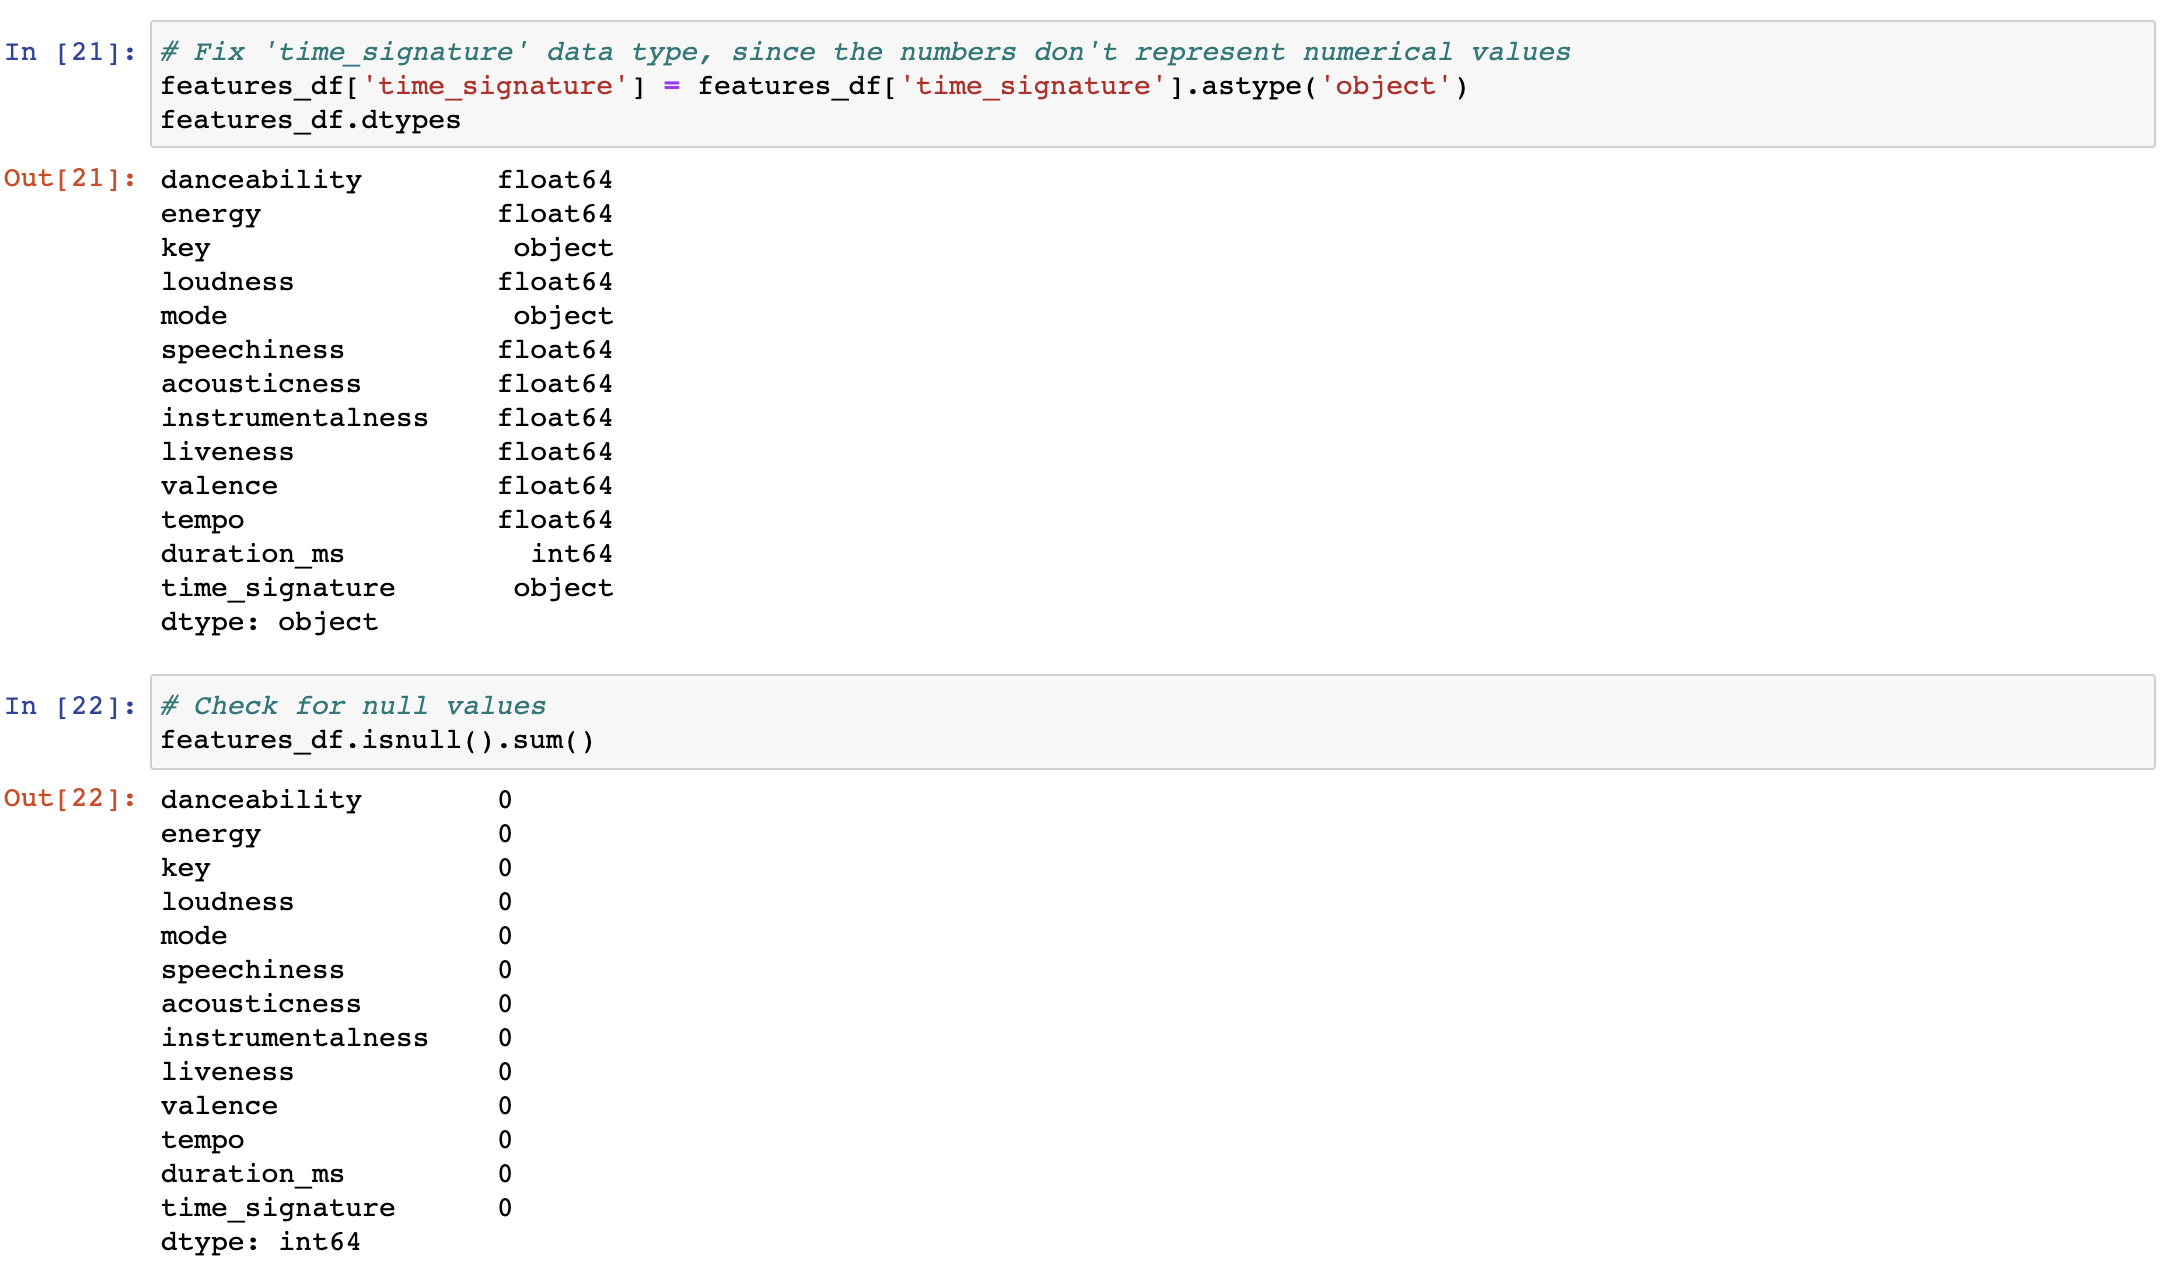 In [21]: # Fix 'time_signature' data type, since the numbers don't represent numerical values
features_df['time_signature'] = features_df['time_signature'].astype('object')
features_df.dtypes
Out[21]: danceability float64
energy float64
key object
loudness float64
mode object
speechiness float64
acousticness float64
instrumentalness float64
liveness float64
valence float64
tempo float64
duration_ms int64
time_signature object
dtype: object
In [22]: # Check for null values
features_df.isnull().sum()
Out[22]: danceability 0
energy 0
key 0
loudness 0
mode 0
speechiness 0
acousticness 0
instrumentalness 0
liveness 0
valence 0
tempo 0
duration_ms 0
time_signature 0
dtype: int64